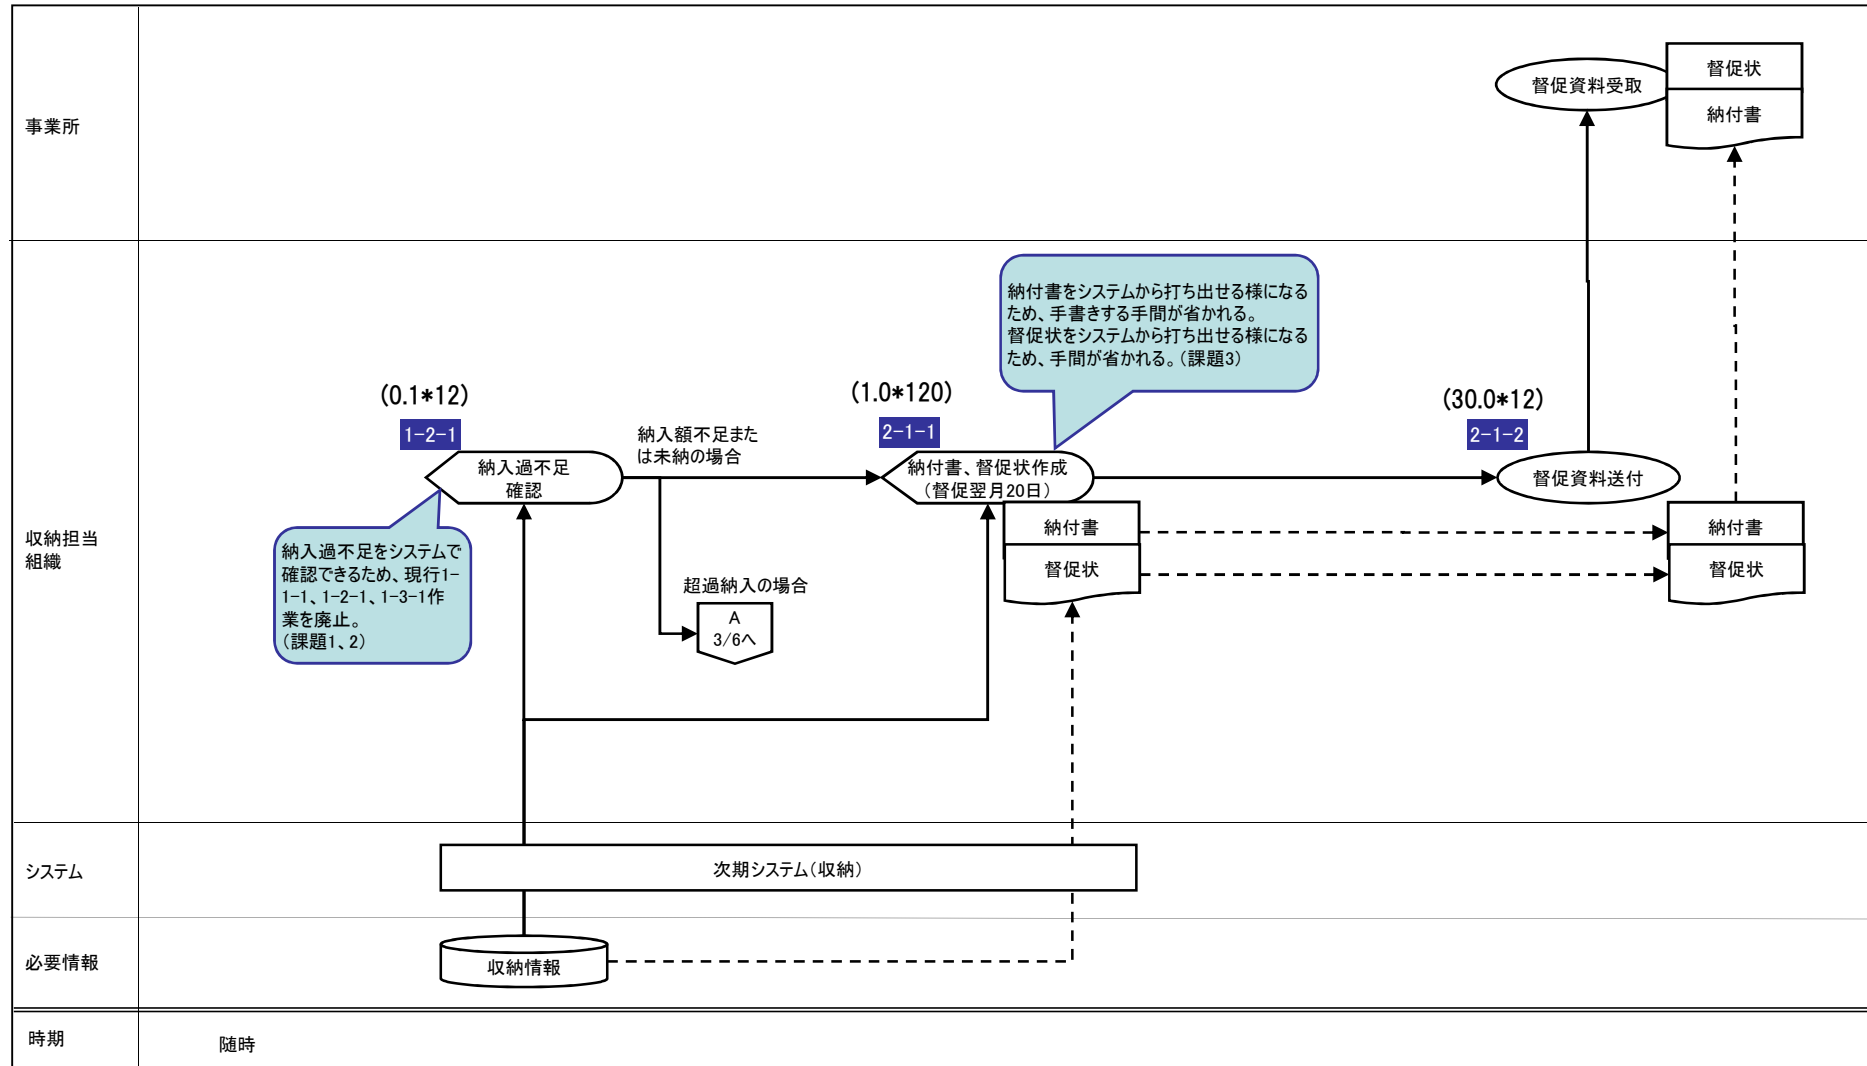 事業所
督促資料受取
督促状
納付書
収納担当
組織
納付書をシステムから打ち出せる様になる
ため、手書きする手間が省かれる。
督促状をシステムから打ち出せる様になる
ため、手間が省かれる。（課題3）
(0.1*12)
1-2-1
納入過不足
確認
納入額不足また
は未納の場合
(1.0*120)
2-1-1
納付書、督促状作成
（督促翌月20日）
(30.0*12)
2-1-2
督促資料送付
納付書
督促状
納付書
督促状
納入過不足をシステムで
確認できるため、現行1-
1-1、1-2-1、1-3-1作
業を廃止。
（課題1、2）
超過納入の場合
A
3/6へ
システム
次期システム（収納）
必要情報
収納情報
時期
随時